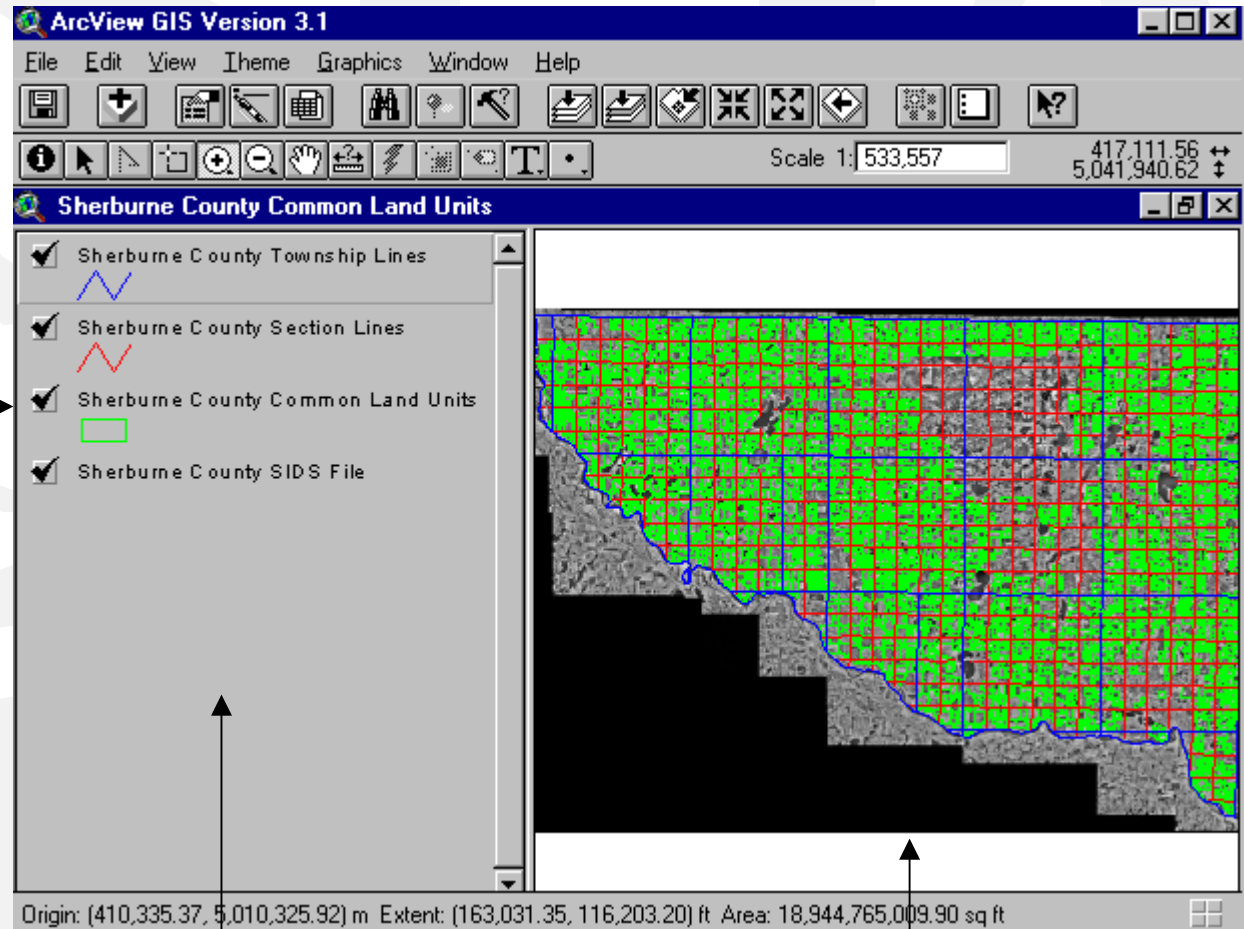 ArcView GIS Version 3.1
File Edit View Theme Graphics Window Help
Scale 1: 533,557
417,111.56
5,041,940.62
Sherburne County Common Land Units
Sherburne County Township Lines
Sherburne County Section Lines
Sherburne County Common Land Units
Sherburne County SIDS File
Origin: (410,335.37, 5,010,325.92) m Extent: (163,031.35, 116,203.20) ft Area: 18,944,765,009.90 sq ft